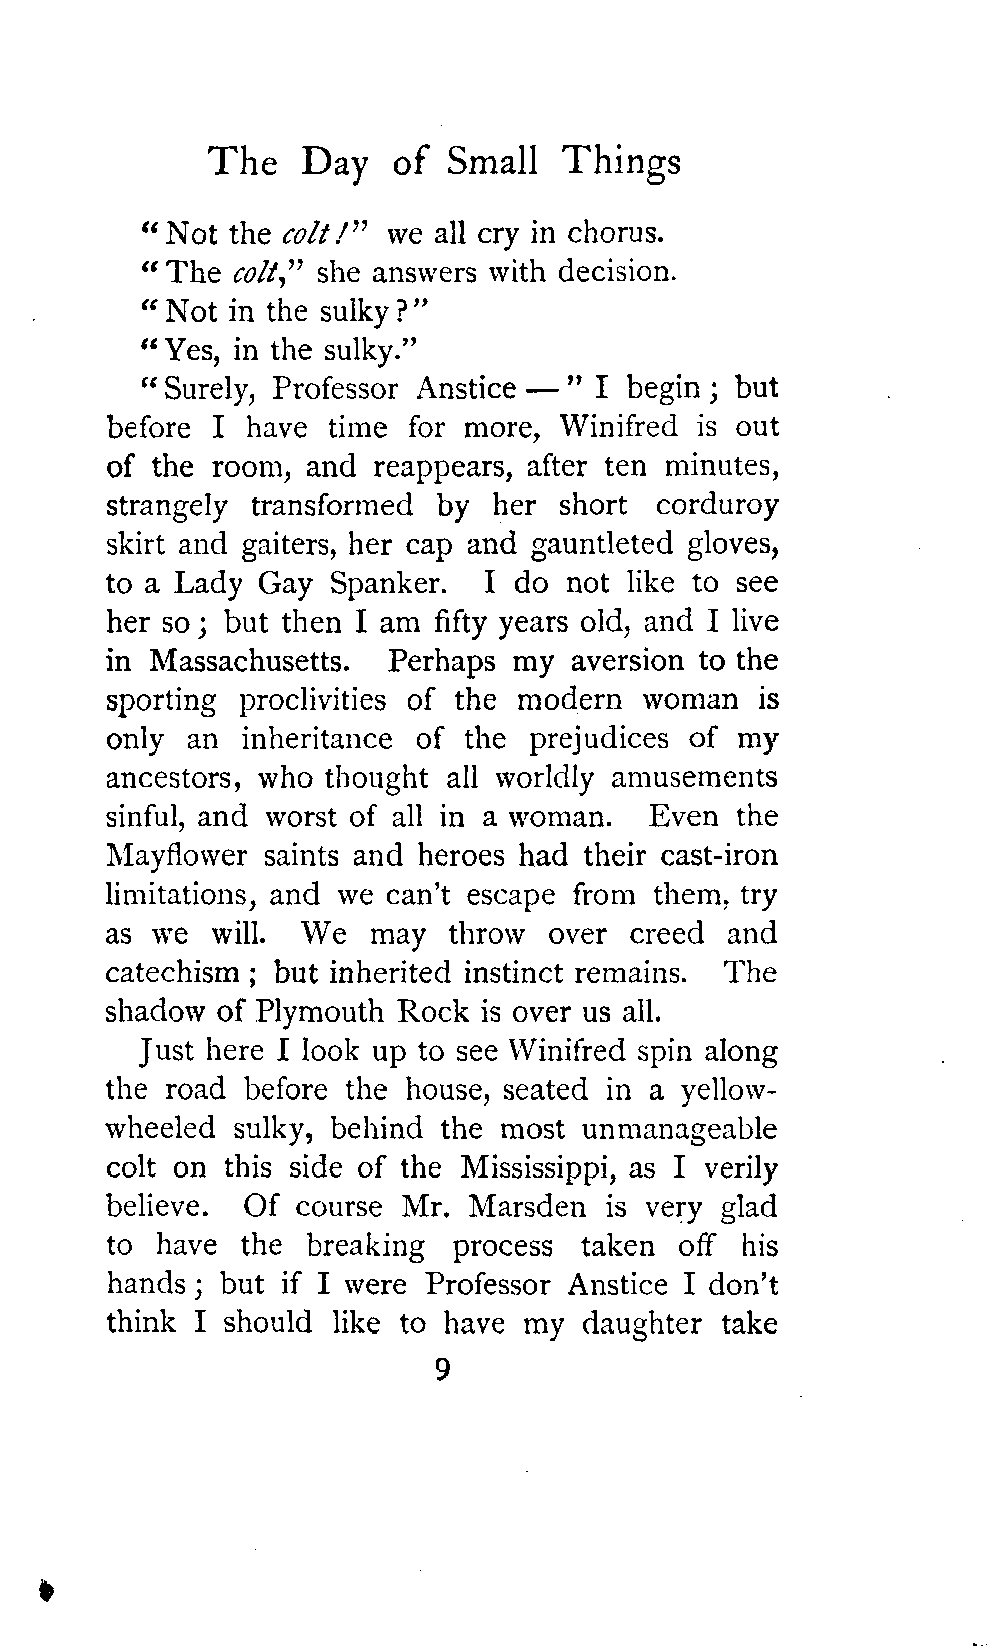 The Day of Small Things
“Not the colt!” we all cry in chorus.
“The colt,” she answers with decision.
“Not in the sulky?”
“Yes, in the sulky.”
“Surely, Professor Anstice — ” I begin; but
before I have time for more, Winifred is out
of the room, and reappears, after ten minutes,
strangely transformed by her short corduroy
skirt and gaiters, her cap and gauntleted gloves,
to a Lady Gay Spanker. I do not like to see
her so; but then I am fifty years old, and I live
in Massachusetts. Perhaps my aversion to the
sporting proclivities of the modern woman is
only an inheritance of the prejudices of my
ancestors, who thought all worldly amusements
sinful, and worst of all in a woman. Even the
Mayflower saints and heroes had their cast-iron
limitations, and we can't escape from them, try
as we will. We may throw over creed and
catechism; but inherited instinct remains. The
shadow of Plymouth Rock is over us all.
Just here I look up to see Winifred spin along
the road before the house, seated in a yellow-
wheeled sulky, behind the most unmanageable
colt on this side of the Mississippi, as I verily
believe. Of course Mr. Marsden is very glad
to have the breaking process taken off his
hands; but if I were Professor Anstice I don't
think I should like to have my daughter take
9